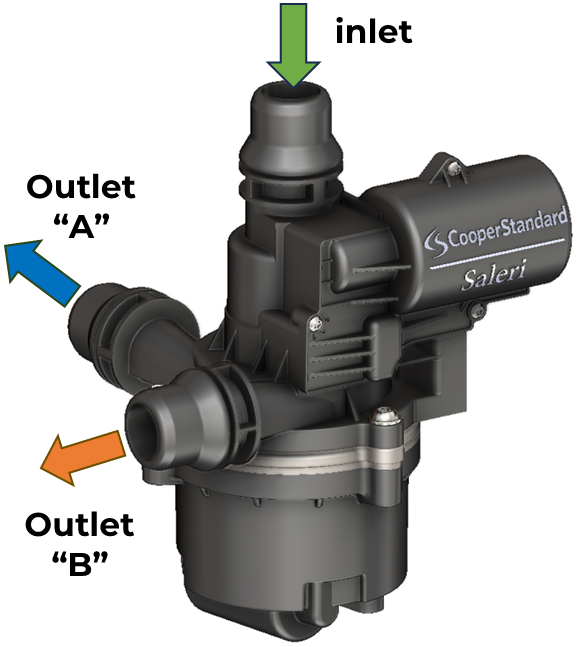 inlet
Outlet
“A”
CooperStandard
Saleri
Outlet
“B”